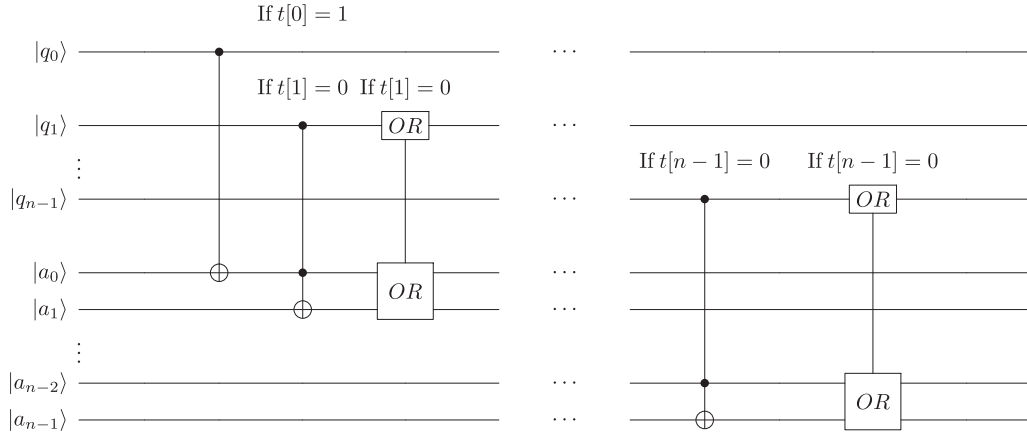 If t[0] = 1
|q₀⟩ ···
If t[1] = 0 If t[1] = 0
|q₁⟩ OR ···
⋮ If t[n − 1] = 0 If t[n − 1] = 0
|qₙ₋₁⟩ ··· OR
|a₀⟩ ···
OR
|a₁⟩ ···
⋮
|aₙ₋₂⟩ ···
OR
|aₙ₋₁⟩ ···